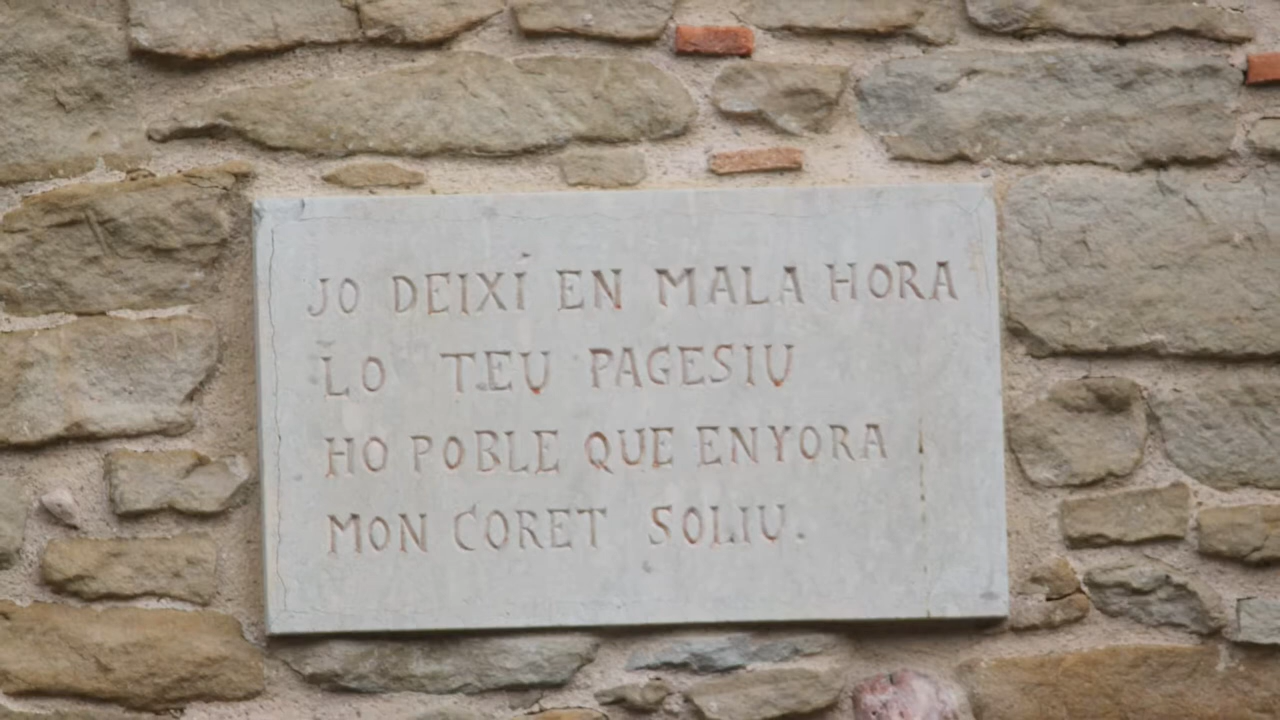 JO DEIXÍ EN MALA HORA
LO TEU PAGESIU
HO POBLE QUE ENYORA
MON CORET SOLIU.